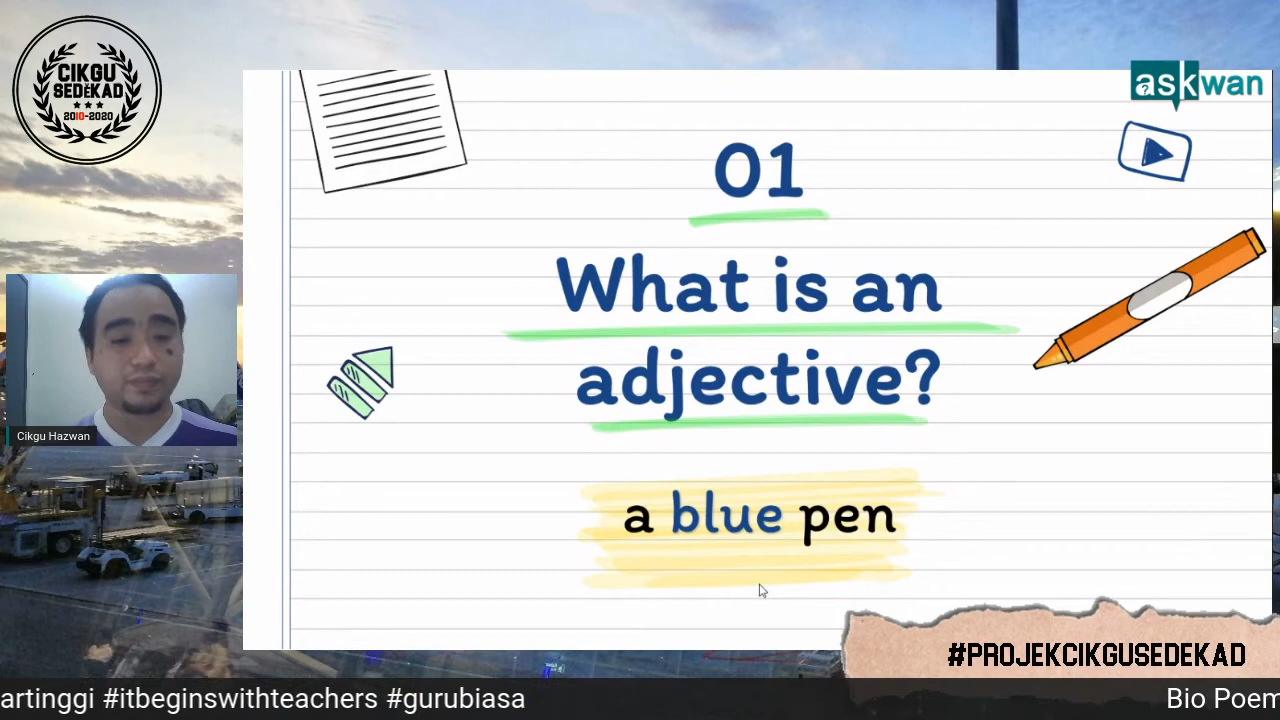 CIKGU
SEDEKAD
2010-2020
askwan
01
What is an
adjective?
a blue pen
Cikgu Hazwan
#PROJEKCIKGUSEDEKAD
artinggi #itbeginswithteachers #gurubiasa
Bio Poem